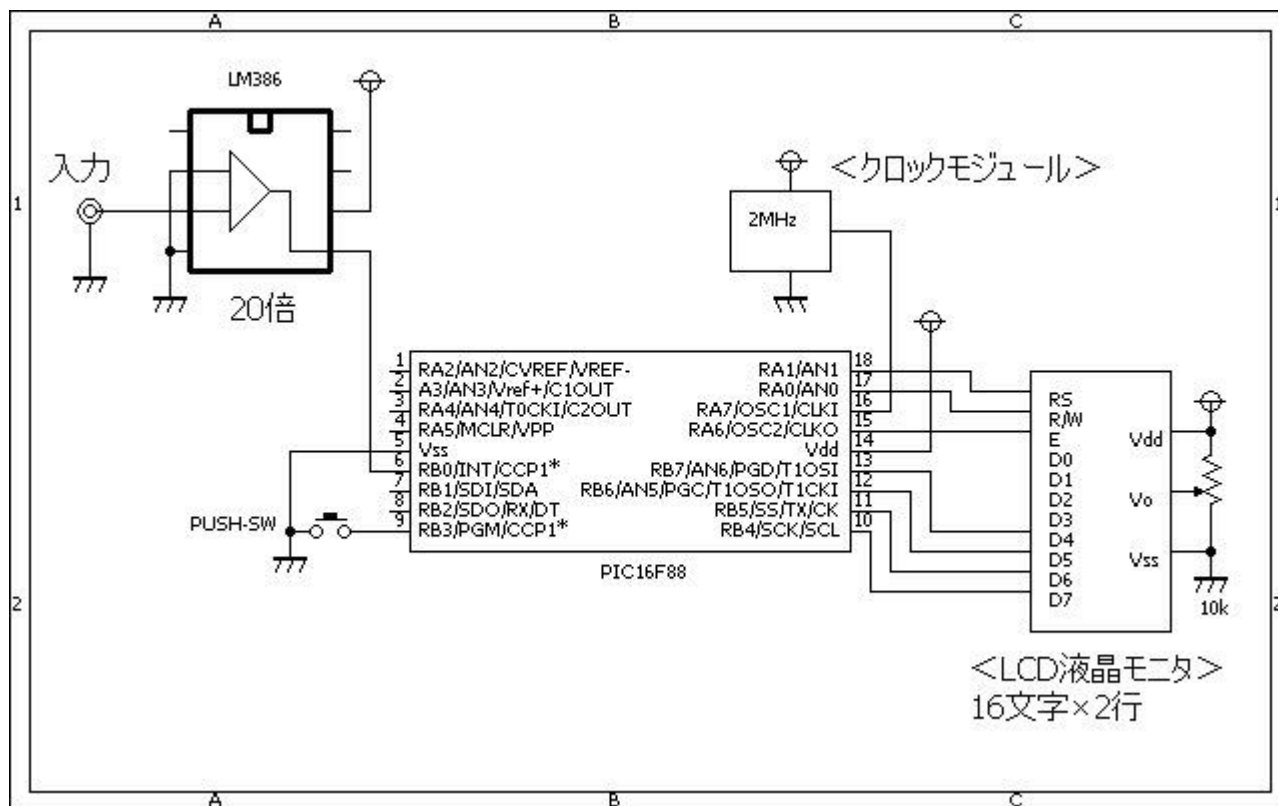 A
B
C
LM386
入力
1
20倍
<クロックモジュール>
2MHz
1
1
2
3
4
5
6
7
8
9
RA2/AN2/CVREF/VREF-
A3/AN3/Vref+/C1OUT
RA4/AN4/T0CKI/C2OUT
RA5/MCLR/VPP
Vss
RB0/INT/CCP1*
RB1/SDI/SDA
RB2/SDO/RX/DT
RB3/PGM/CCP1*
RA1/AN1
RA0/AN0
RA7/OSC1/CLKI
RA6/OSC2/CLKO
Vdd
RB7/AN6/PGD/T1OSI
RB6/AN5/PGC/T1OSO/T1CKI
RB5/SS/TX/CK
RB4/SCK/SCL
18
17
16
15
14
13
12
11
10
PIC16F88
PUSH-SW
RS
R/W
E
D0
D1
D2
D3
D4
D5
D6
D7
Vdd
Vo
Vss
10k
2
2
<LCD液晶モニタ>
16文字×2行
A
B
C